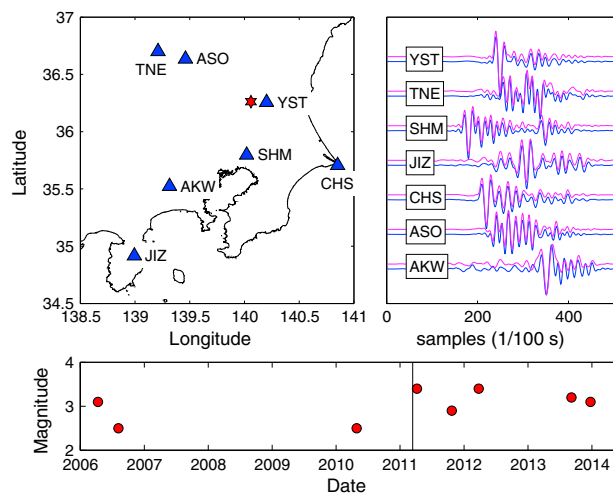 37
36.5
36
35.5
35
34.5
Latitude
138.5 139 139.5 140 140.5 141
Longitude
TNE
ASO
YST
SHM
CHS
AKW
JIZ
YST
TNE
SHM
JIZ
CHS
ASO
AKW
0 200 400
samples (1/100 s)
4
3
2
Magnitude
2006 2007 2008 2009 2010 2011 2012 2013 2014
Date